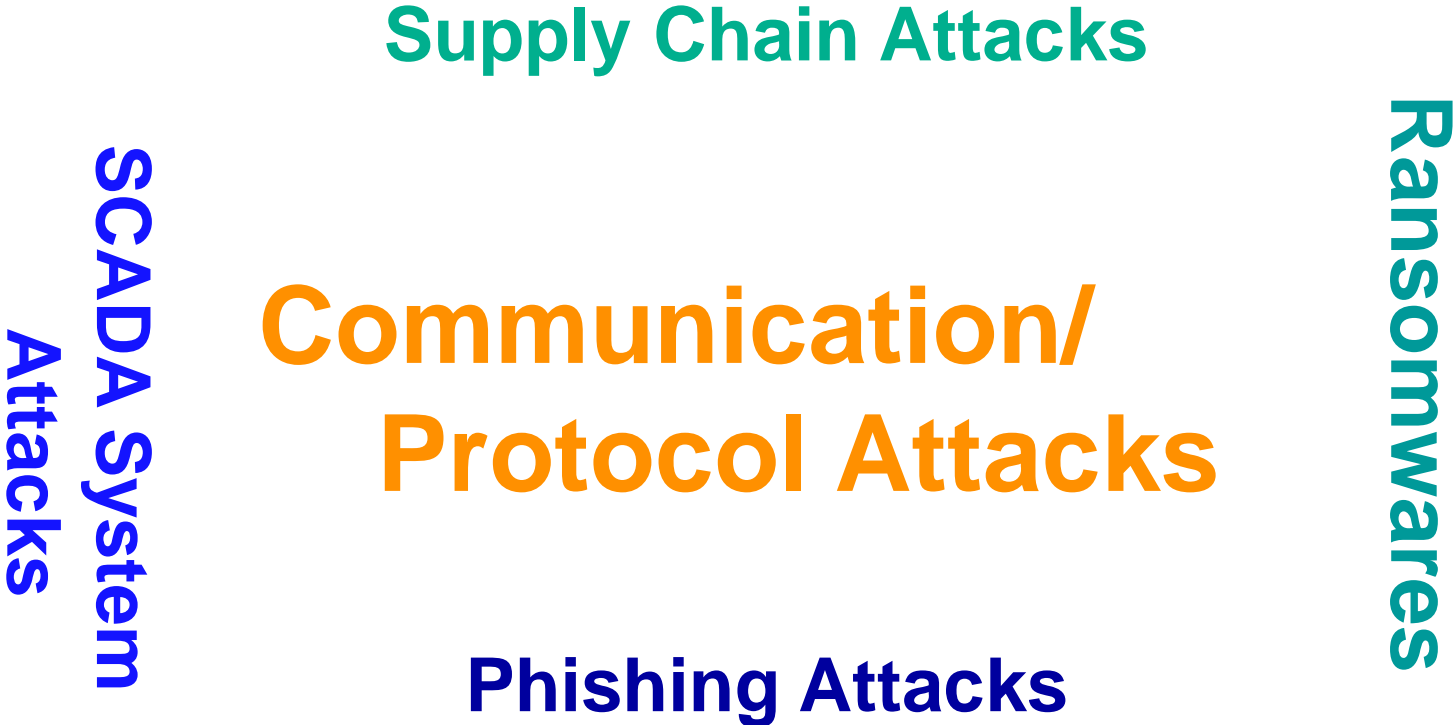 Supply Chain Attacks
SCADA System
Attacks
Communication/
Protocol Attacks
Ransomwares
Phishing Attacks